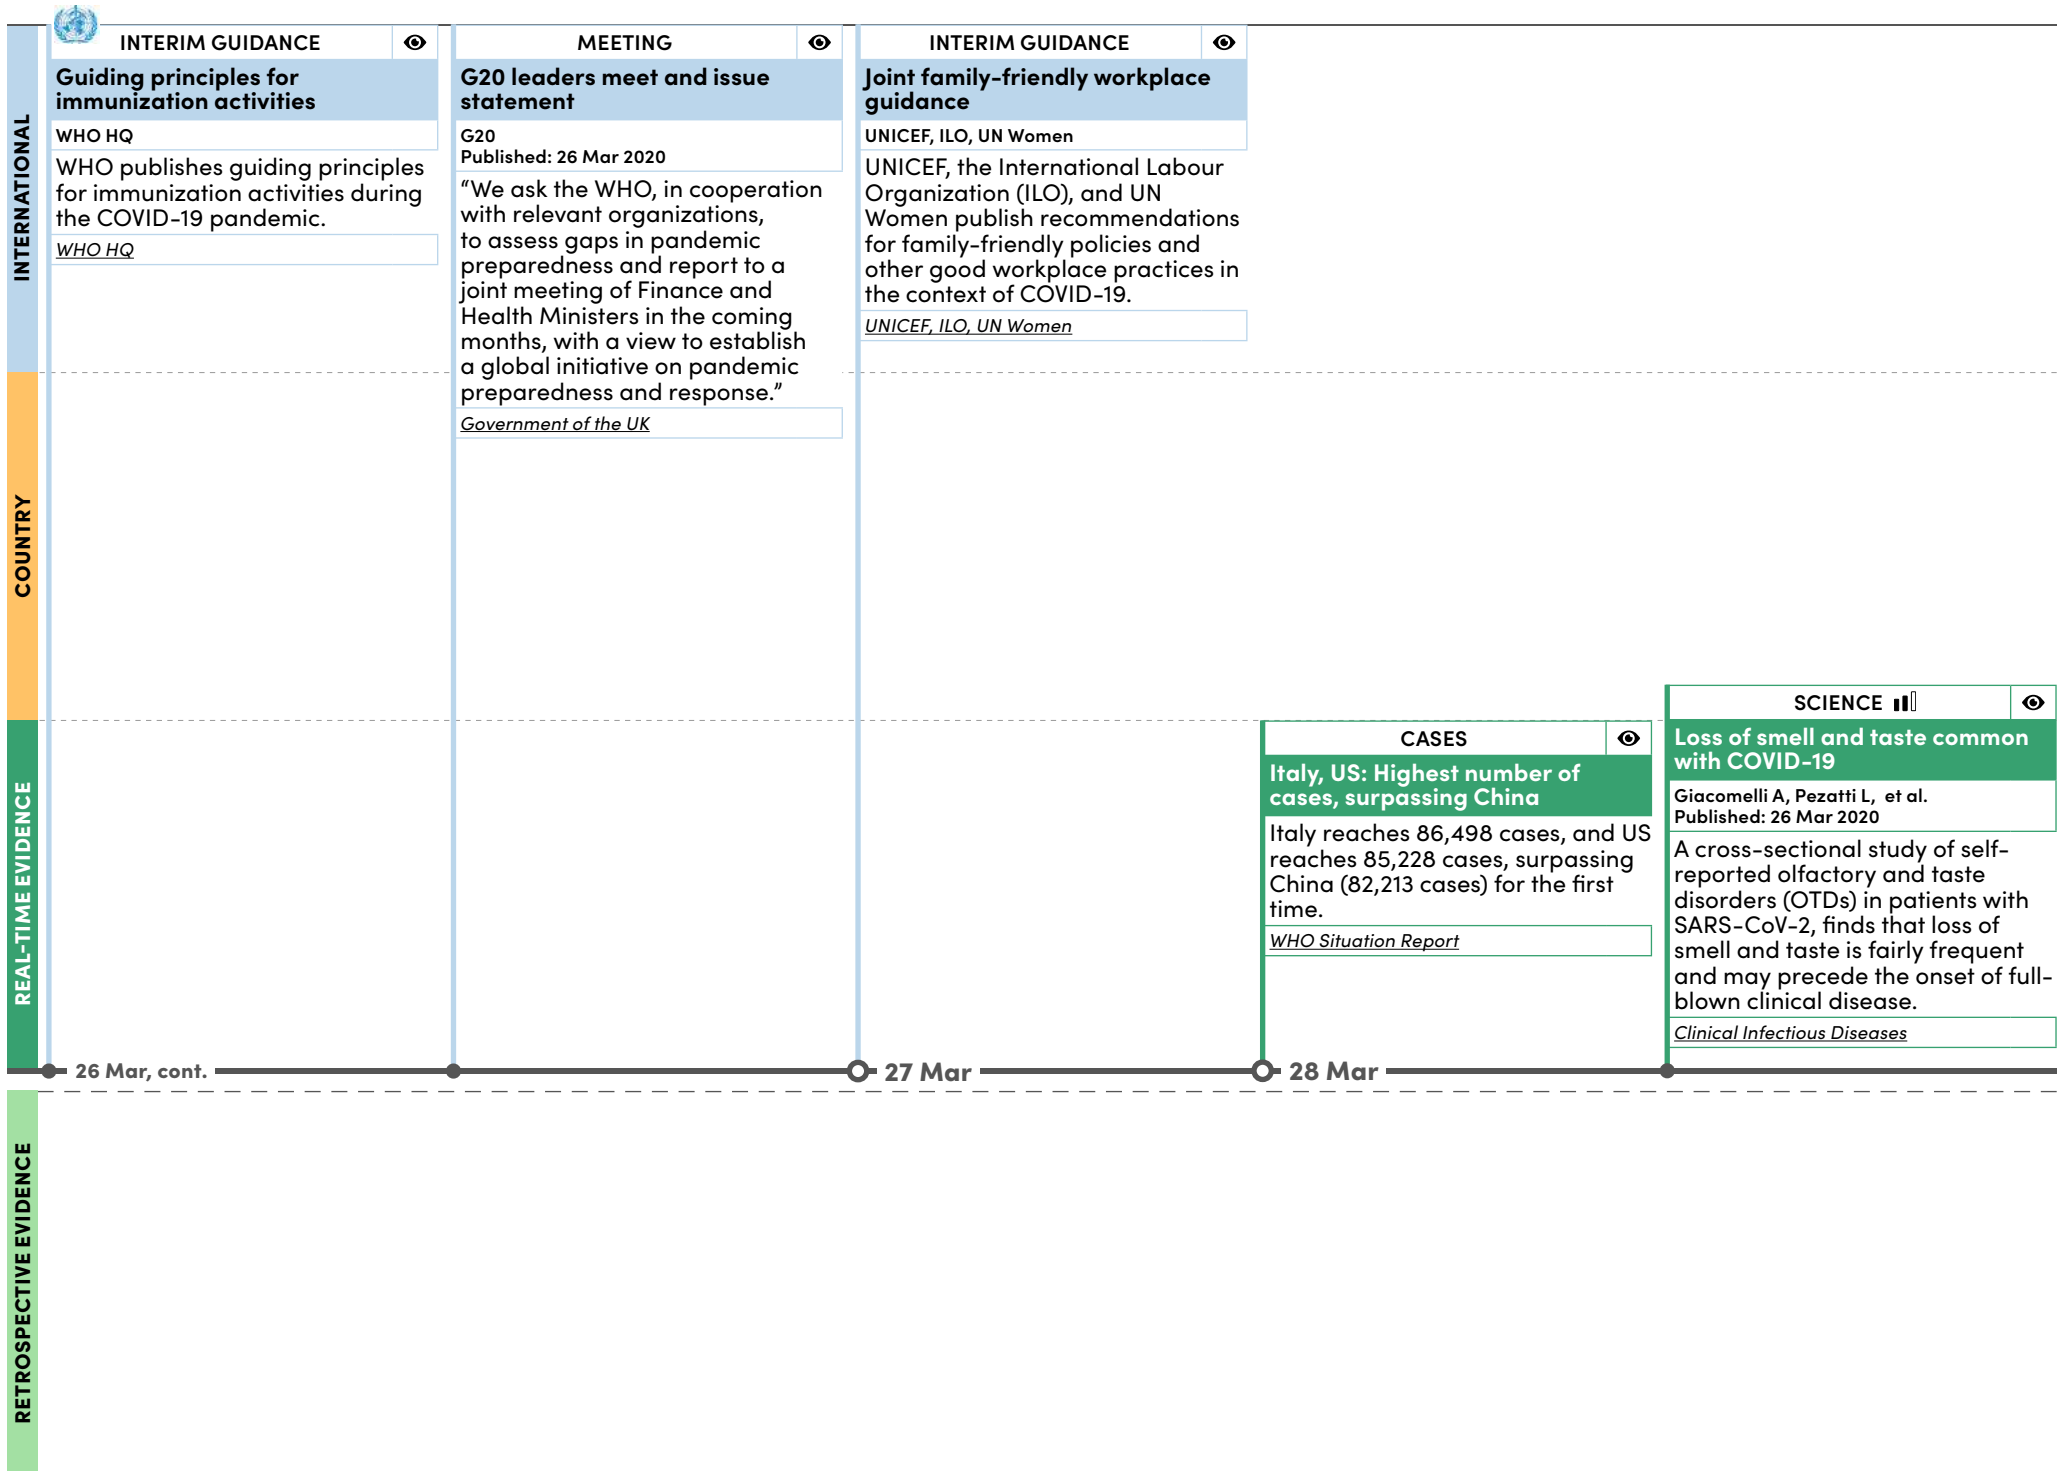 INTERNATIONAL
COUNTRY
REAL-TIME EVIDENCE
RETROSPECTIVE EVIDENCE
INTERIM GUIDANCE
Guiding principles for
immunization activities
WHO HQ
WHO publishes guiding principles
for immunization activities during
the COVID-19 pandemic.
WHO HQ
MEETING
G20 leaders meet and issue
statement
G20
Published: 26 Mar 2020
“We ask the WHO, in cooperation
with relevant organizations,
to assess gaps in pandemic
preparedness and report to a
joint meeting of Finance and
Health Ministers in the coming
months, with a view to establish
a global initiative on pandemic
preparedness and response.”
Government of the UK
INTERIM GUIDANCE
Joint family-friendly workplace
guidance
UNICEF, ILO, UN Women
UNICEF, the International Labour
Organization (ILO), and UN
Women publish recommendations
for family-friendly policies and
other good workplace practices in
the context of COVID-19.
UNICEF, ILO, UN Women
CASES
Italy, US: Highest number of
cases, surpassing China
Italy reaches 86,498 cases, and US
reaches 85,228 cases, surpassing
China (82,213 cases) for the first
time.
WHO Situation Report
SCIENCE
Loss of smell and taste common
with COVID-19
Giacomelli A, Pezatti L, et al.
Published: 26 Mar 2020
A cross-sectional study of self-
reported olfactory and taste
disorders (OTDs) in patients with
SARS-CoV-2, finds that loss of
smell and taste is fairly frequent
and may precede the onset of full-
blown clinical disease.
Clinical Infectious Diseases
26 Mar, cont.
27 Mar
28 Mar